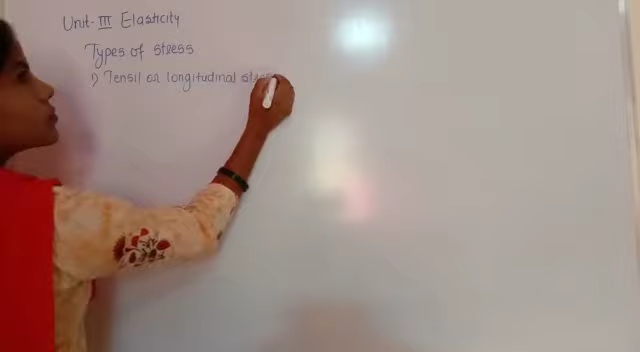 Unit-III Elasticity
Types of stress
1) Tensil or longitudinal